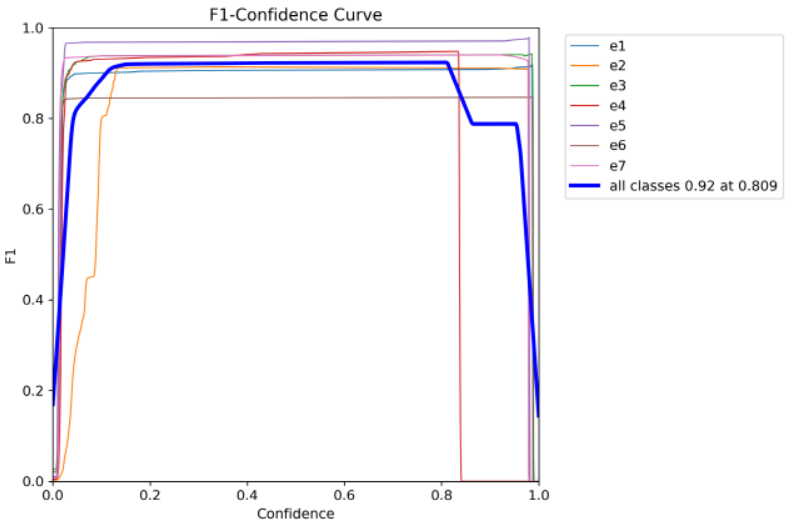 F1-Confidence Curve
1.0
0.8
0.6
0.4
0.2
0.0
F1
0.0 0.2 0.4 0.6 0.8 1.0
Confidence
e1
e2
e3
e4
e5
e6
e7
all classes 0.92 at 0.809